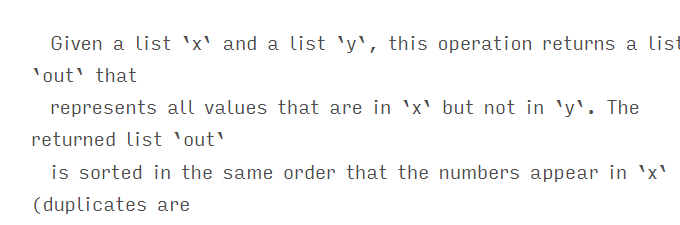 Given a list `x` and a list `y`, this operation returns a list
`out` that
represents all values that are in `x` but not in `y`. The
returned list `out`
is sorted in the same order that the numbers appear in `x`
(duplicates are